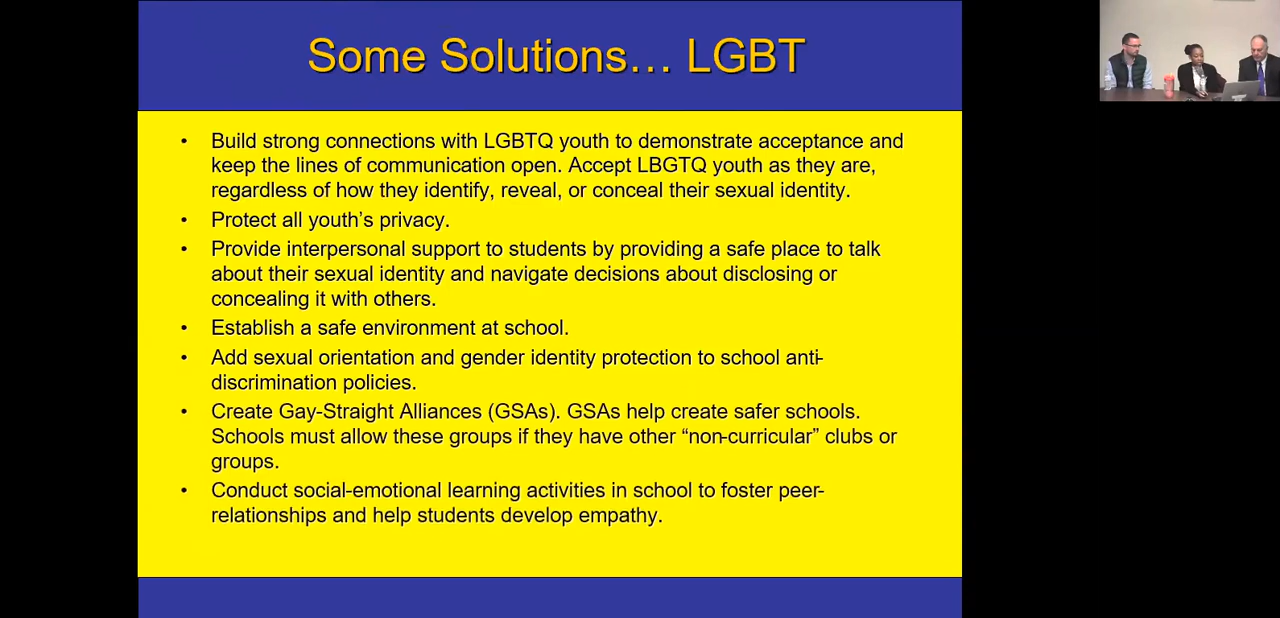 Some Solutions… LGBT
• Build strong connections with LGBTQ youth to demonstrate acceptance and
keep the lines of communication open. Accept LBGTQ youth as they are,
regardless of how they identify, reveal, or conceal their sexual identity.
• Protect all youth’s privacy.
• Provide interpersonal support to students by providing a safe place to talk
about their sexual identity and navigate decisions about disclosing or
concealing it with others.
• Establish a safe environment at school.
• Add sexual orientation and gender identity protection to school anti-
discrimination policies.
• Create Gay-Straight Alliances (GSAs). GSAs help create safer schools.
Schools must allow these groups if they have other “non-curricular” clubs or
groups.
• Conduct social-emotional learning activities in school to foster peer-
relationships and help students develop empathy.